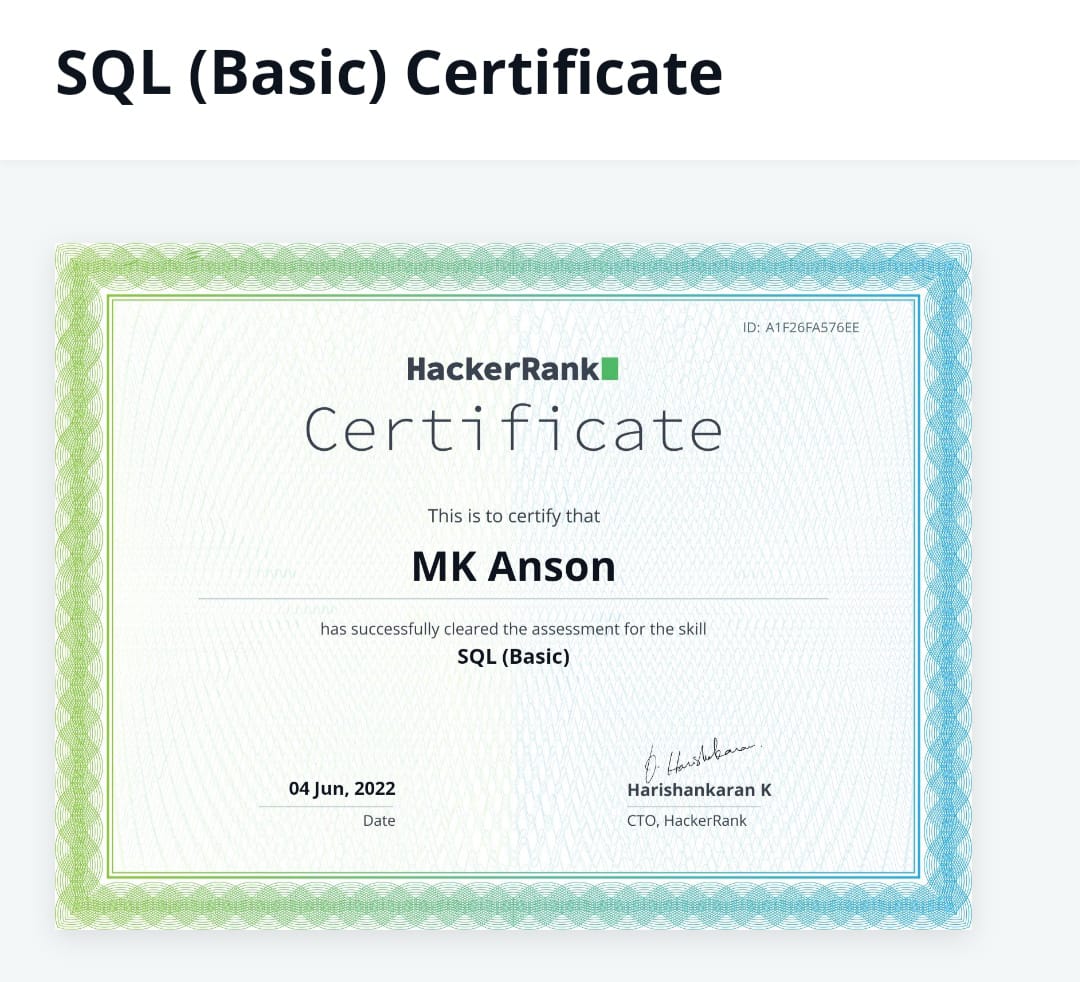 SQL (Basic) Certificate
ID: A1F26FA576EE
HackerRank
Certificate
This is to certify that
MK Anson
has successfully cleared the assessment for the skill
SQL (Basic)
04 Jun, 2022
Date
Harishankaran K
CTO, HackerRank